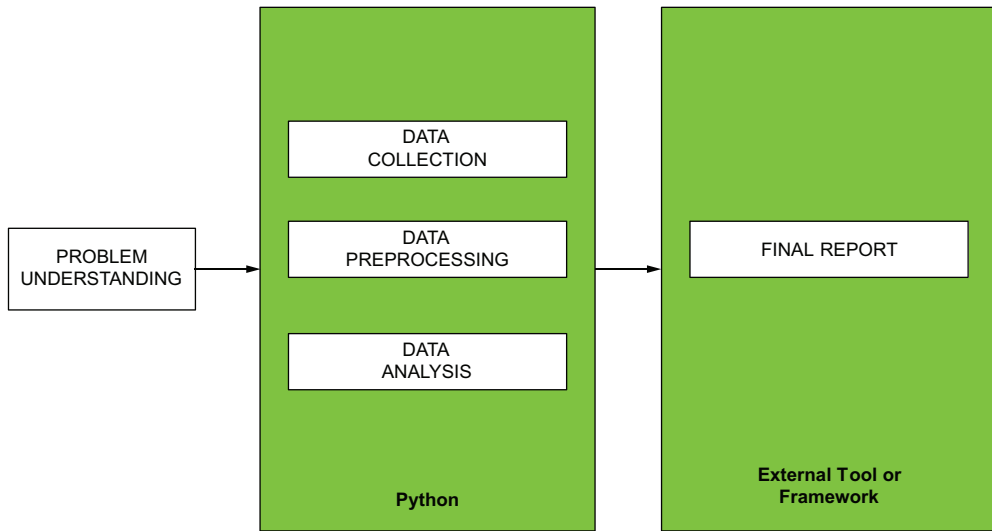 PROBLEM
UNDERSTANDING
DATA
COLLECTION
DATA
PREPROCESSING
DATA
ANALYSIS
Python
FINAL REPORT
External Tool or
Framework